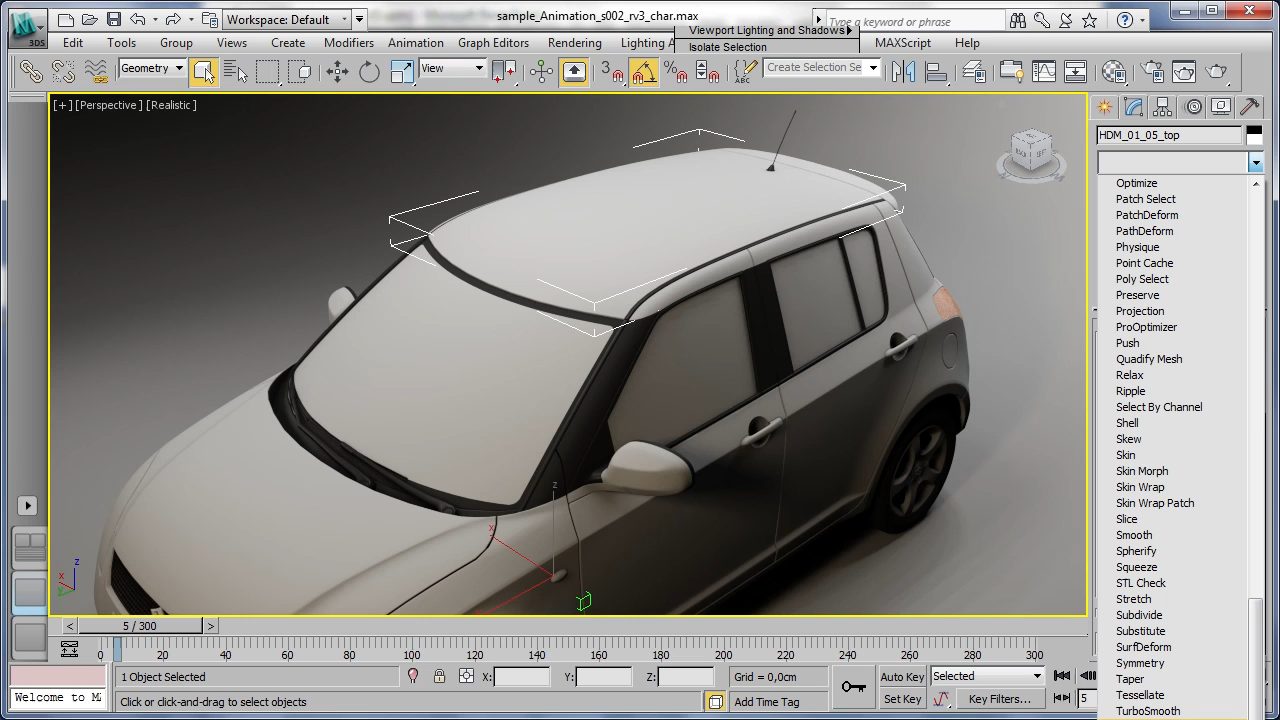 3DS
Workspace: Default
sample_Animation_s002_rv3_char.max
Type a keyword or phrase
Viewport Lighting and Shadows
Isolate Selection
Edit
Tools
Group
Views
Create
Modifiers
Animation
Graph Editors
Rendering
Lighting A
MAXScript
Help
Geometry
View
3
%
ABC
Create Selection Se
[+] [Perspective] [Realistic]
HDM_01_05_top
Optimize
Patch Select
PatchDeform
PathDeform
Physique
Point Cache
Poly Select
Preserve
Projection
ProOptimizer
Push
Quadify Mesh
Relax
Ripple
Select By Channel
Shell
Skew
Skin
Skin Morph
Skin Wrap
Skin Wrap Patch
Slice
Smooth
Spherify
Squeeze
STL Check
Stretch
Subdivide
Substitute
SurfDeform
Symmetry
Taper
Tessellate
TurboSmooth
z
x
z
x
y
< 5 / 300 >
0 20 40 60 80 100 120 140 160 180 200 220 240 260 280 300
1 Object Selected
X:
Y:
Z:
Grid = 0,0cm
Auto Key
Selected
Welcome to M
Click or click-and-drag to select objects
Add Time Tag
Set Key
Key Filters...
5